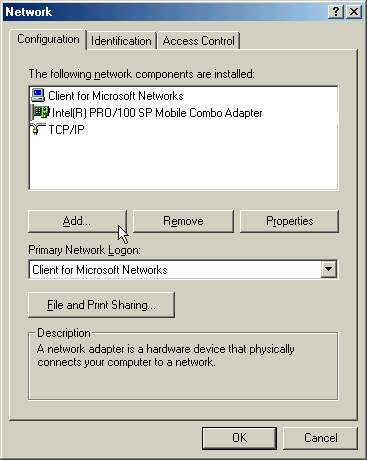 Network
Configuration Identification Access Control
The following network components are installed:
Client for Microsoft Networks
Intel(R) PRO/100 SP Mobile Combo Adapter
TCP/IP
Add... Remove Properties
Primary Network Logon:
Client for Microsoft Networks
File and Print Sharing...
Description
A network adapter is a hardware device that physically
connects your computer to a network.
OK Cancel